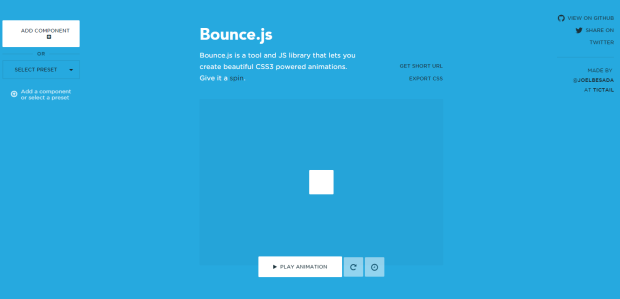 ADD COMPONENT
OR
SELECT PRESET
Add a component
or select a preset
Bounce.js
Bounce.js is a tool and JS library that lets you
create beautiful CSS3 powered animations.
Give it a spin
GET SHORT URL
EXPORT CSS
PLAY ANIMATION
VIEW ON GITHUB
SHARE ON
TWITTER
MADE BY
@JOELBESADA
AT TICTAIL